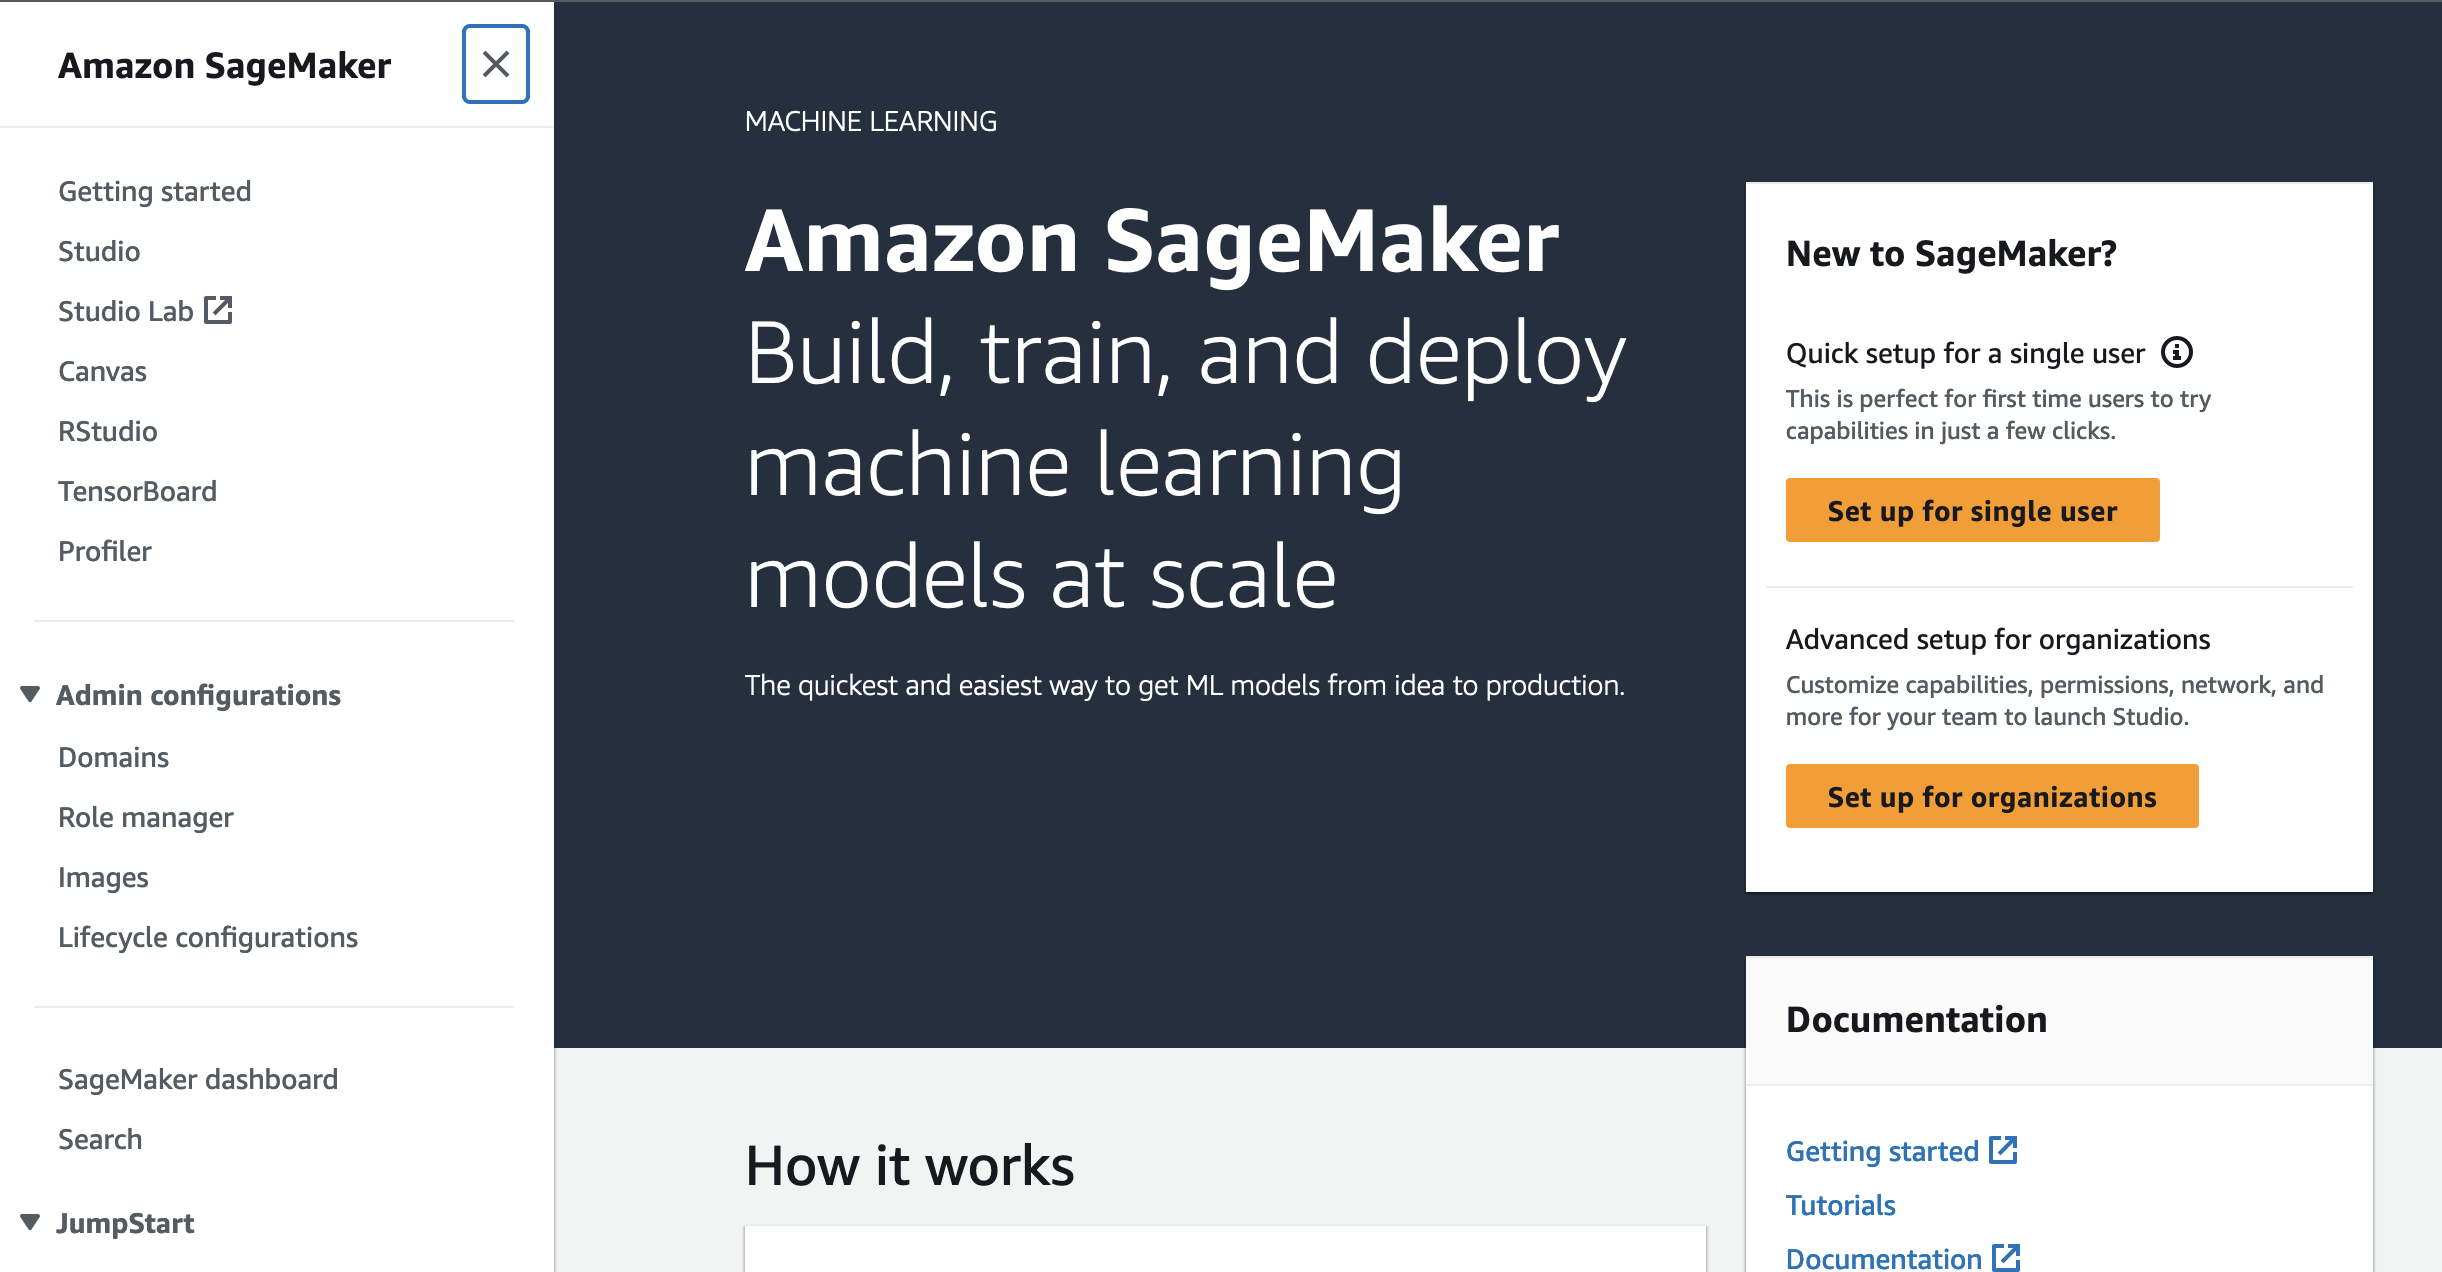 Amazon SageMaker
Getting started
Studio
Studio Lab
Canvas
RStudio
TensorBoard
Profiler
Admin configurations
Domains
Role manager
Images
Lifecycle configurations
SageMaker dashboard
Search
JumpStart
MACHINE LEARNING
Amazon SageMaker
Build, train, and deploy
machine learning
models at scale
The quickest and easiest way to get ML models from idea to production.
New to SageMaker?
Quick setup for a single user
This is perfect for first time users to try
capabilities in just a few clicks.
Set up for single user
Advanced setup for organizations
Customize capabilities, permissions, network, and
more for your team to launch Studio.
Set up for organizations
How it works
Documentation
Getting started
Tutorials
Documentation